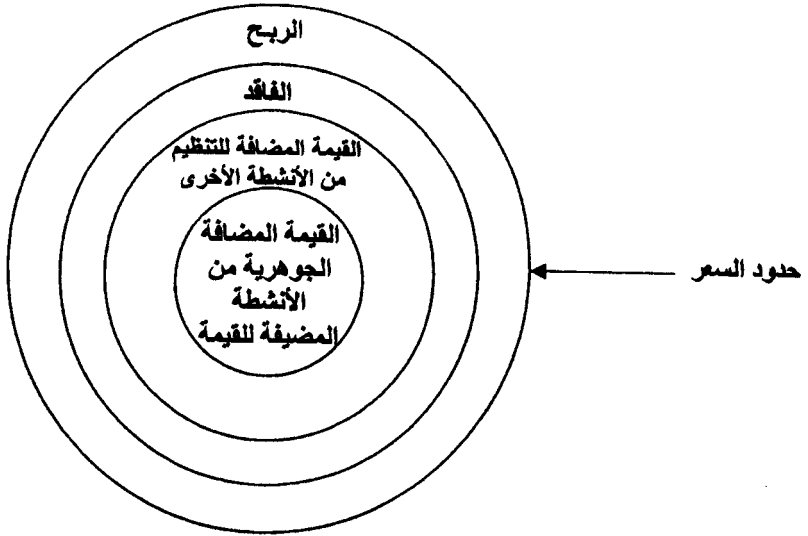 الربح
الفاقد
القيمة المضافة للتنظيم
من الأنشطة الأخرى
القيمة المضافة
الجوهرية من
الأنشطة
المضيفة للقيمة
حدود السعر